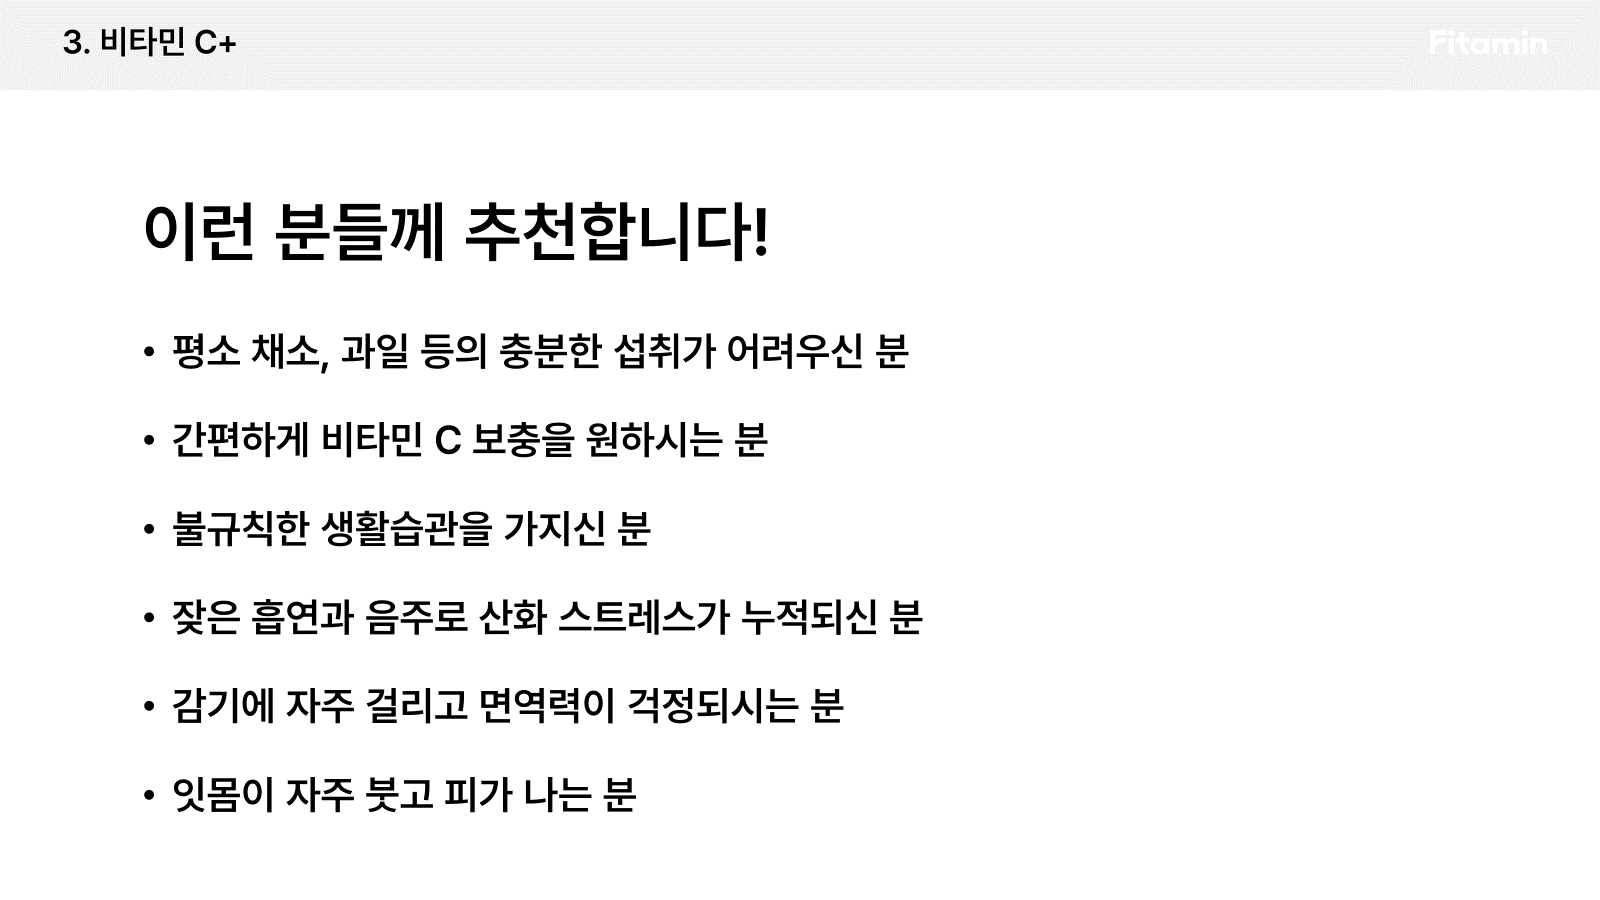 3. 비타민 C+
Fitamin
이런 분들께 추천합니다!
• 평소 채소, 과일 등의 충분한 섭취가 어려우신 분
• 간편하게 비타민 C 보충을 원하시는 분
• 불규칙한 생활습관을 가지신 분
• 잦은 흡연과 음주로 산화 스트레스가 누적되신 분
• 감기에 자주 걸리고 면역력이 걱정되시는 분
• 잇몸이 자주 붓고 피가 나는 분